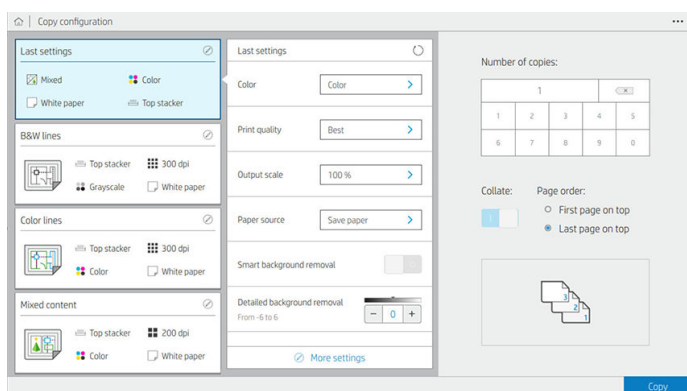 Copy configuration
Last settings
Mixed
Color
White paper
Top stacker
B&W lines
Top stacker
300 dpi
Grayscale
White paper
Color lines
Top stacker
300 dpi
Color
White paper
Mixed content
Top stacker
200 dpi
Color
White paper
Last settings
Color
Color
Print quality
Best
Output scale
100 %
Paper source
Save paper
Smart background removal
Detailed background removal
From -6 to 6
− 0 +
More settings
Number of copies:
1
1 2 3 4 5
6 7 8 9 0
Collate:
Page order:
First page on top
Last page on top
3
2
1
Copy